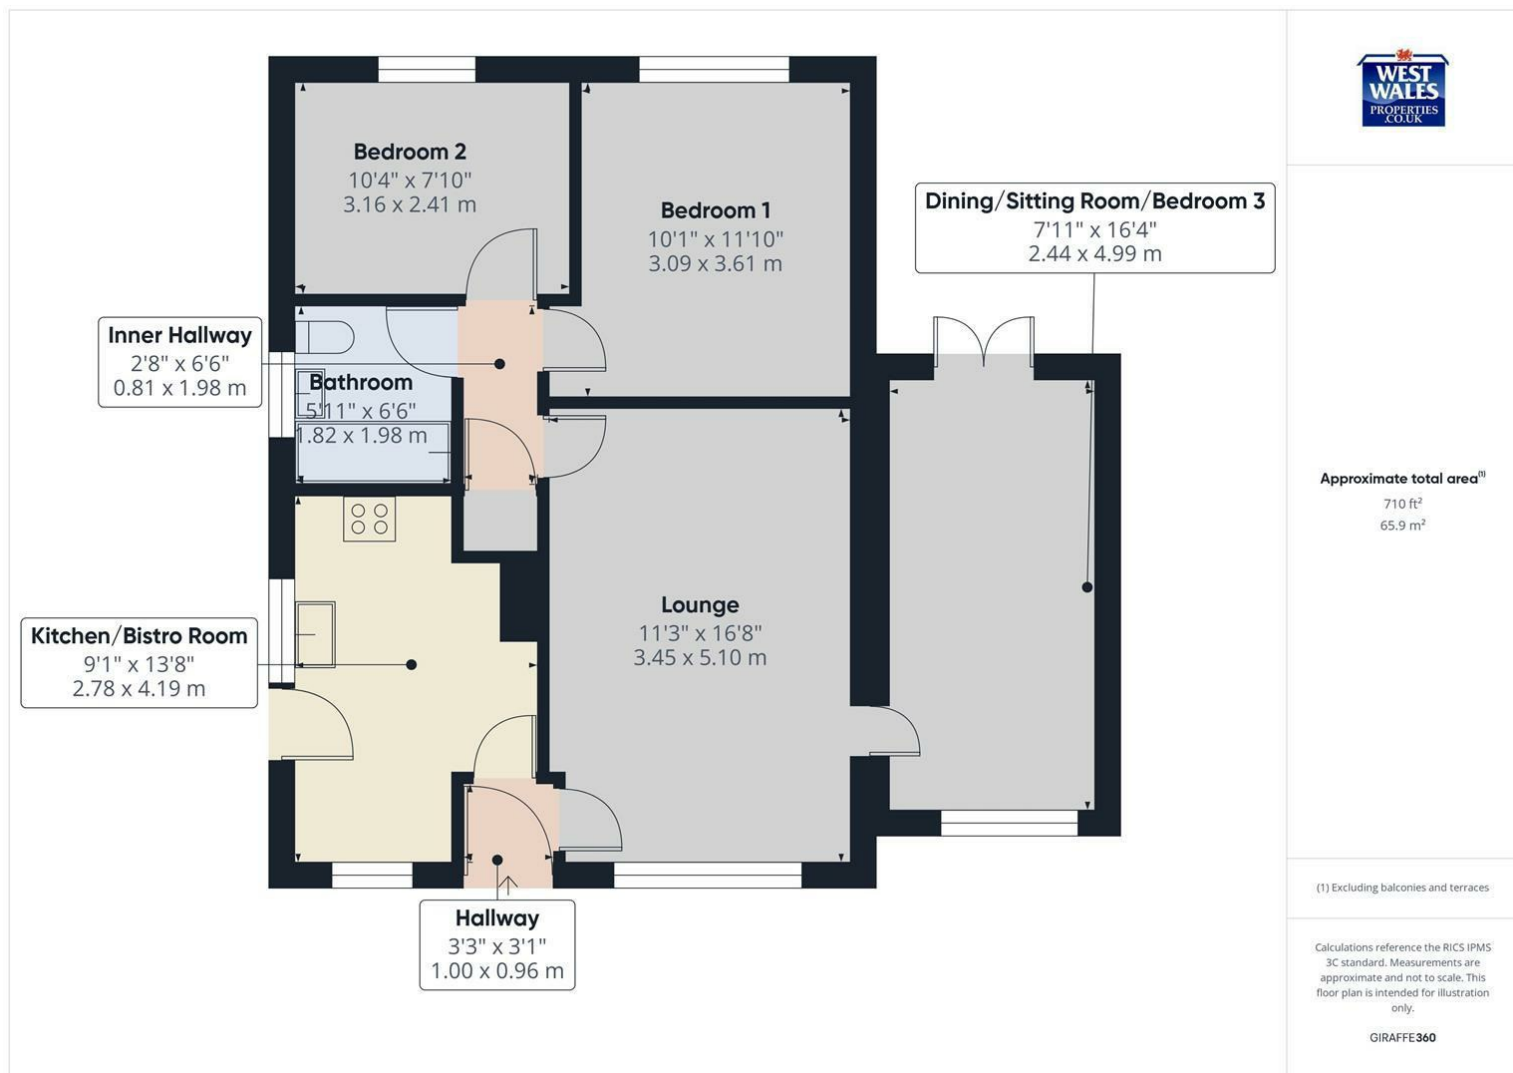 Bedroom 2
10'4" x 7'10"
3.16 x 2.41 m
Bedroom 1
10'1" x 11'10"
3.09 x 3.61 m
Dining/Sitting Room/Bedroom 3
7'11" x 16'4"
2.44 x 4.99 m
Inner Hallway
2'8" x 6'6"
0.81 x 1.98 m
Bathroom
5'11" x 6'6"
1.82 x 1.98 m
Lounge
11'3" x 16'8"
3.45 x 5.10 m
Kitchen/Bistro Room
9'1" x 13'8"
2.78 x 4.19 m
Hallway
3'3" x 3'1"
1.00 x 0.96 m
WEST
WALES
PROPERTIES
.CO.UK
Approximate total area(1)
710 ft²
65.9 m²
(1) Excluding balconies and terraces
Calculations reference the RICS IPMS
3C standard. Measurements are
approximate and not to scale. This
floor plan is intended for illustration
only.
GIRAFFE360